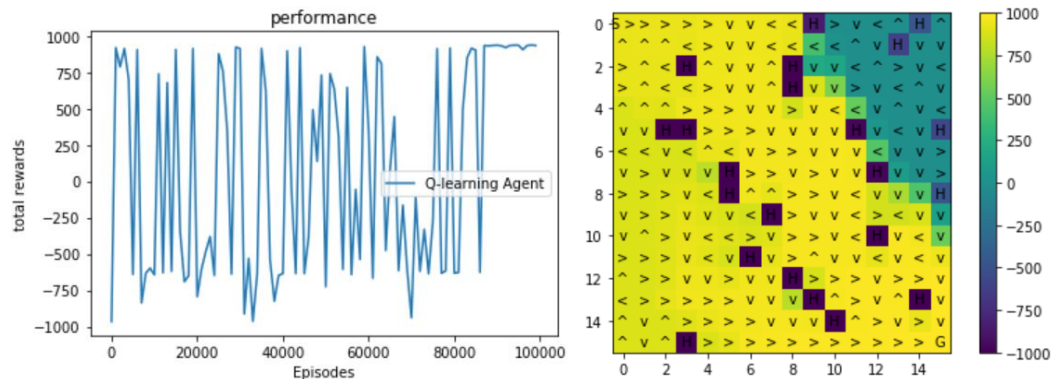 performance
1000
750
500
250
0
−250
−500
−750
−1000
total rewards
0
20000
40000
60000
80000
100000
Episodes
Q-learning Agent
0
2
4
6
8
10
12
14
S H H
H
H H
H
H H H
H H
H H H
H
H
H
H
H H
H
H G
0 2 4 6 8 10 12 14
1000
750
500
250
0
−250
−500
−750
−1000